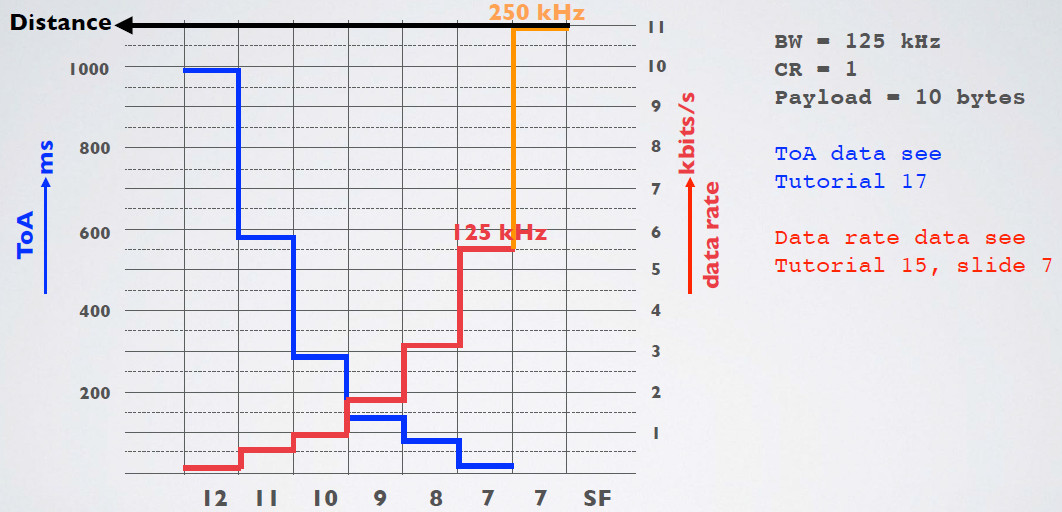 250 kHz
Distance
11
1000
10
9
800
8
7
600
6
125 kHz
5
400
4
3
200
2
1
12 11 10 9 8 7 7 SF
ToA
ms
data rate
kbits/s
BW = 125 kHz
CR = 1
Payload = 10 bytes
ToA data see
Tutorial 17
Data rate data see
Tutorial 15, slide 7